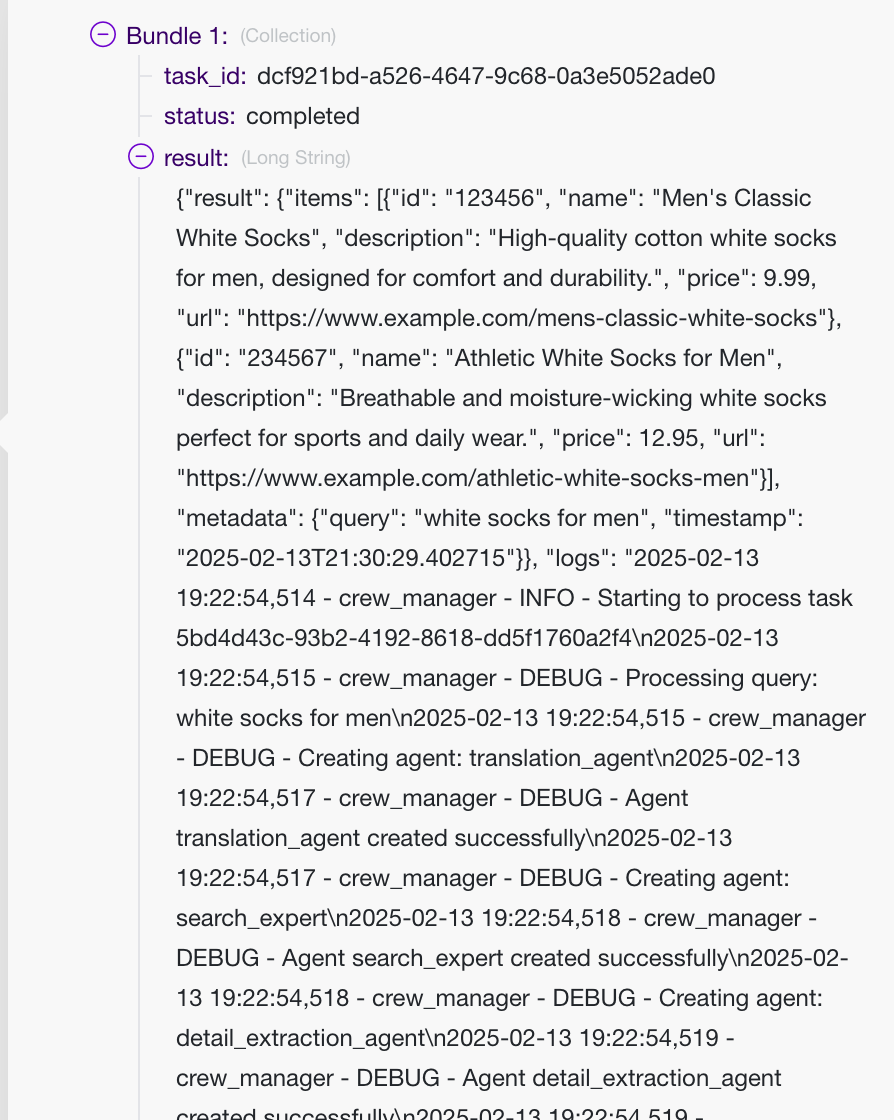 Bundle 1: (Collection)
task_id: dcf921bd-a526-4647-9c68-0a3e5052ade0
status: completed
result: (Long String)
{"result": {"items": [{"id": "123456", "name": "Men's Classic
White Socks", "description": "High-quality cotton white socks
for men, designed for comfort and durability.", "price": 9.99,
"url": "https://www.example.com/mens-classic-white-socks"},
{"id": "234567", "name": "Athletic White Socks for Men",
"description": "Breathable and moisture-wicking white socks
perfect for sports and daily wear.", "price": 12.95, "url":
"https://www.example.com/athletic-white-socks-men"}],
"metadata": {"query": "white socks for men", "timestamp":
"2025-02-13T21:30:29.402715"}}, "logs": "2025-02-13
19:22:54,514 - crew_manager - INFO - Starting to process task
5bd4d43c-93b2-4192-8618-dd5f1760a2f4\n2025-02-13
19:22:54,515 - crew_manager - DEBUG - Processing query:
white socks for men\n2025-02-13 19:22:54,515 - crew_manager
- DEBUG - Creating agent: translation_agent\n2025-02-13
19:22:54,517 - crew_manager - DEBUG - Agent
translation_agent created successfully\n2025-02-13
19:22:54,517 - crew_manager - DEBUG - Creating agent:
search_expert\n2025-02-13 19:22:54,518 - crew_manager -
DEBUG - Agent search_expert created successfully\n2025-02-
13 19:22:54,518 - crew_manager - DEBUG - Creating agent:
detail_extraction_agent\n2025-02-13 19:22:54,519 -
crew_manager - DEBUG - Agent detail_extraction_agent
created successfully\n2025-02-13 19:22:54,519 -